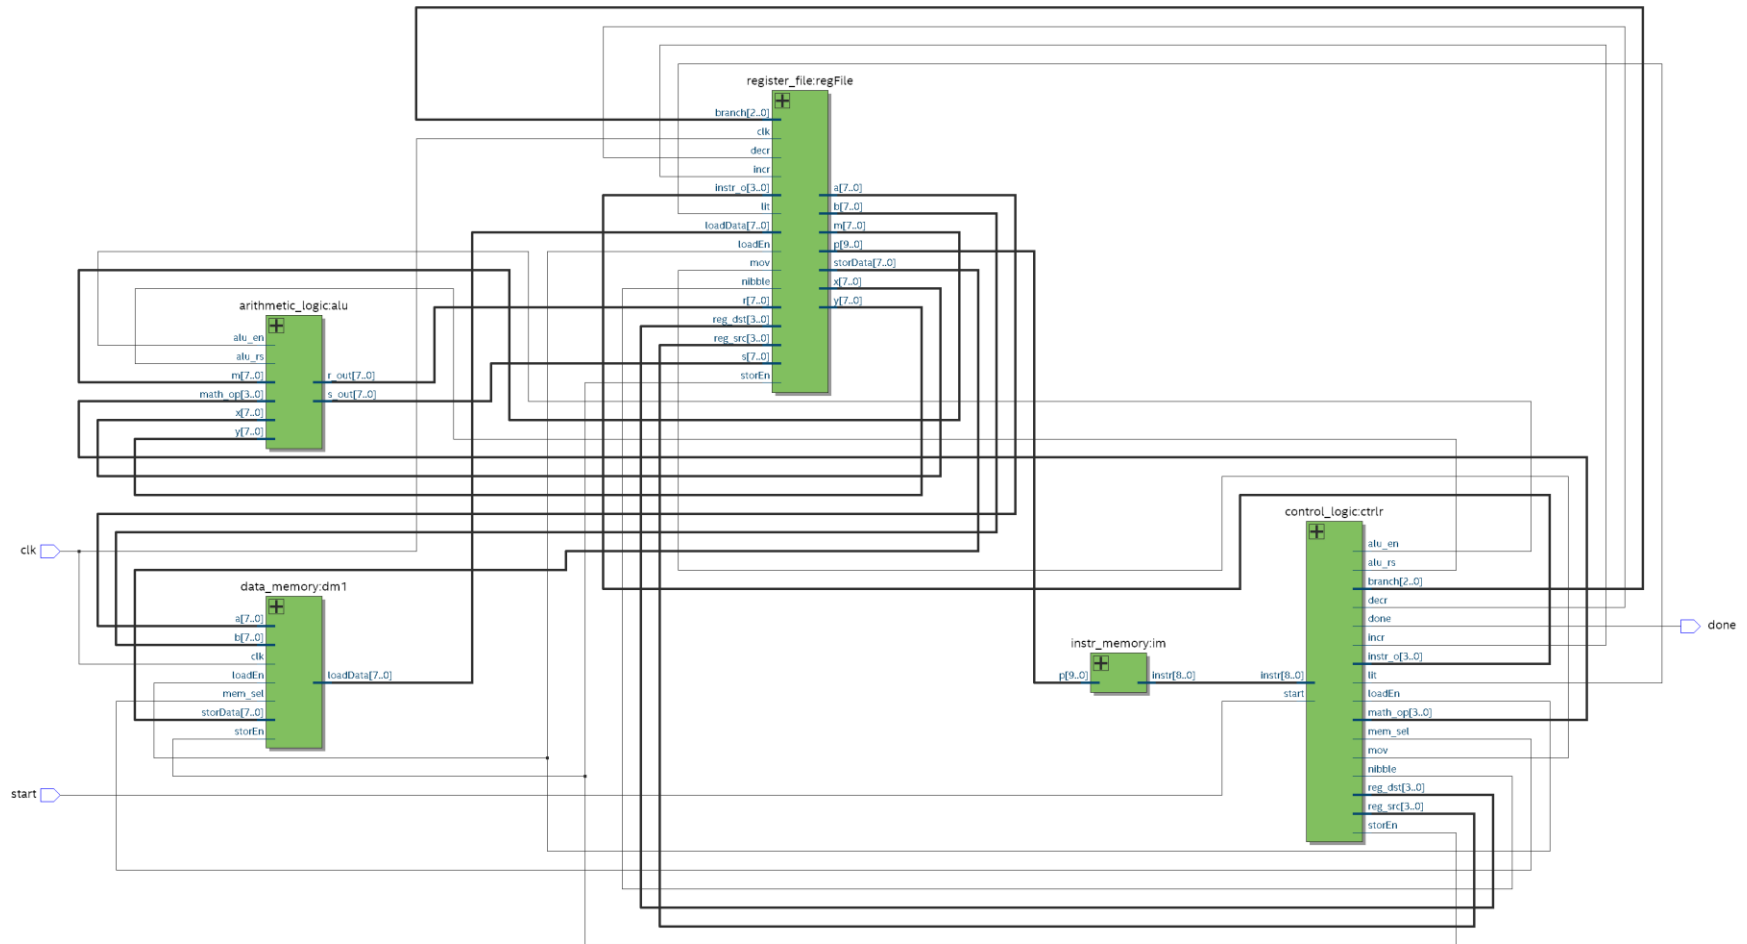 register_file:regFile
branch[2..0]
clk
decr
incr
instr_o[3..0]
lit
loadData[7..0]
loadEn
mov
nibble
r[7..0]
reg_dst[3..0]
reg_src[3..0]
s[7..0]
storEn
a[7..0]
b[7..0]
m[7..0]
p[9..0]
storData[7..0]
x[7..0]
y[7..0]
arithmetic_logic:alu
alu_en
alu_rs
m[7..0]
math_op[3..0]
x[7..0]
y[7..0]
r_out[7..0]
s_out[7..0]
clk
data_memory:dm1
a[7..0]
b[7..0]
clk
loadEn
mem_sel
storData[7..0]
storEn
loadData[7..0]
start
instr_memory:im
p[9..0]
instr[8..0]
control_logic:ctrlr
instr[8..0]
start
alu_en
alu_rs
branch[2..0]
decr
done
incr
instr_o[3..0]
lit
loadEn
math_op[3..0]
mem_sel
mov
nibble
reg_dst[3..0]
reg_src[3..0]
storEn
done